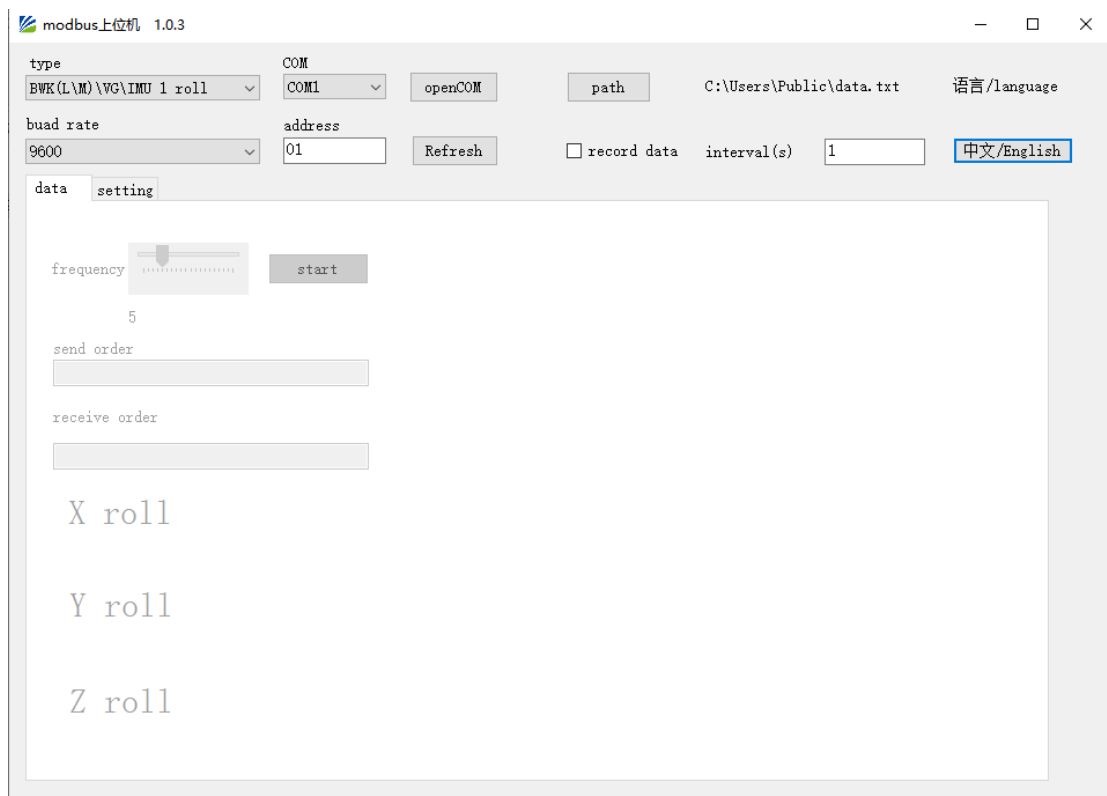 modbus上位机 1.0.3
type COM
BWK(L\M)\VG\IMU 1 roll COM1 openCOM path C:\Users\Public\data.txt 语言/language
buad rate address
9600 01 Refresh record data interval(s) 1 中文/English
data setting
frequency start
5
send order
receive order
X roll
Y roll
Z roll